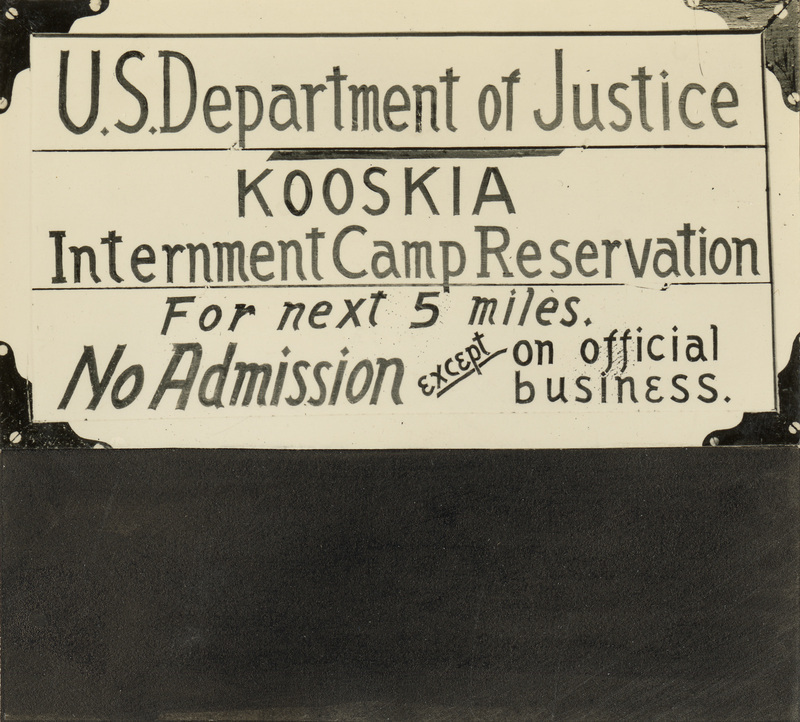 U.S. Department of Justice
KOOSKIA
Internment Camp Reservation
For next 5 miles.
No Admission except on official
business.